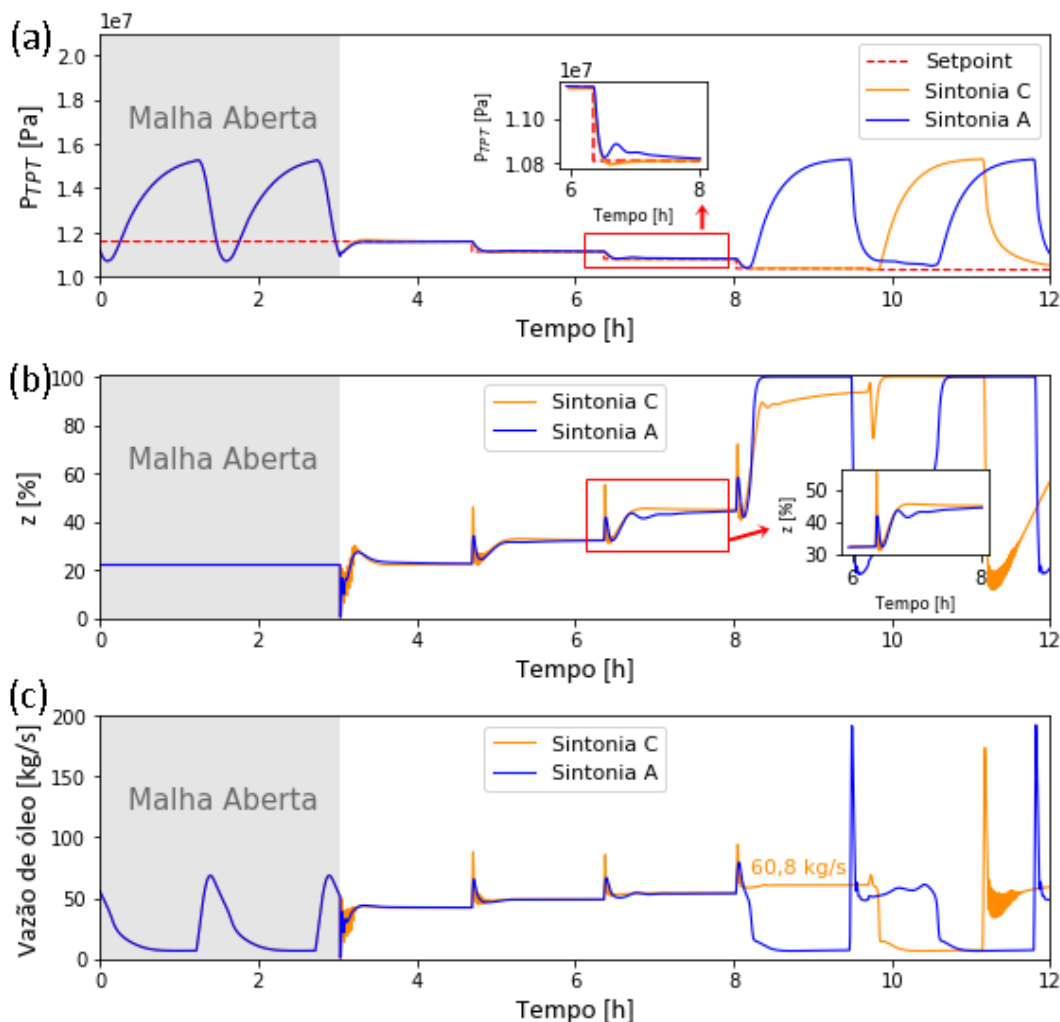 (a)
1e7
P_TPT [Pa]
2.0
1.8
1.6
1.4
1.2
1.0
Malha Aberta
1e7
P_TPT [Pa]
1.10
1.08
6
8
Tempo [h]
Setpoint
Sintonia C
Sintonia A
0
2
4
6
8
10
12
Tempo [h]
(b)
z [%]
100
80
60
40
20
0
Malha Aberta
Sintonia C
Sintonia A
z [%]
50
40
30
6
8
Tempo [h]
0
2
4
6
8
10
12
Tempo [h]
(c)
Vazão de óleo [kg/s]
200
150
100
50
0
Malha Aberta
Sintonia C
Sintonia A
60,8 kg/s
0
2
4
6
8
10
12
Tempo [h]